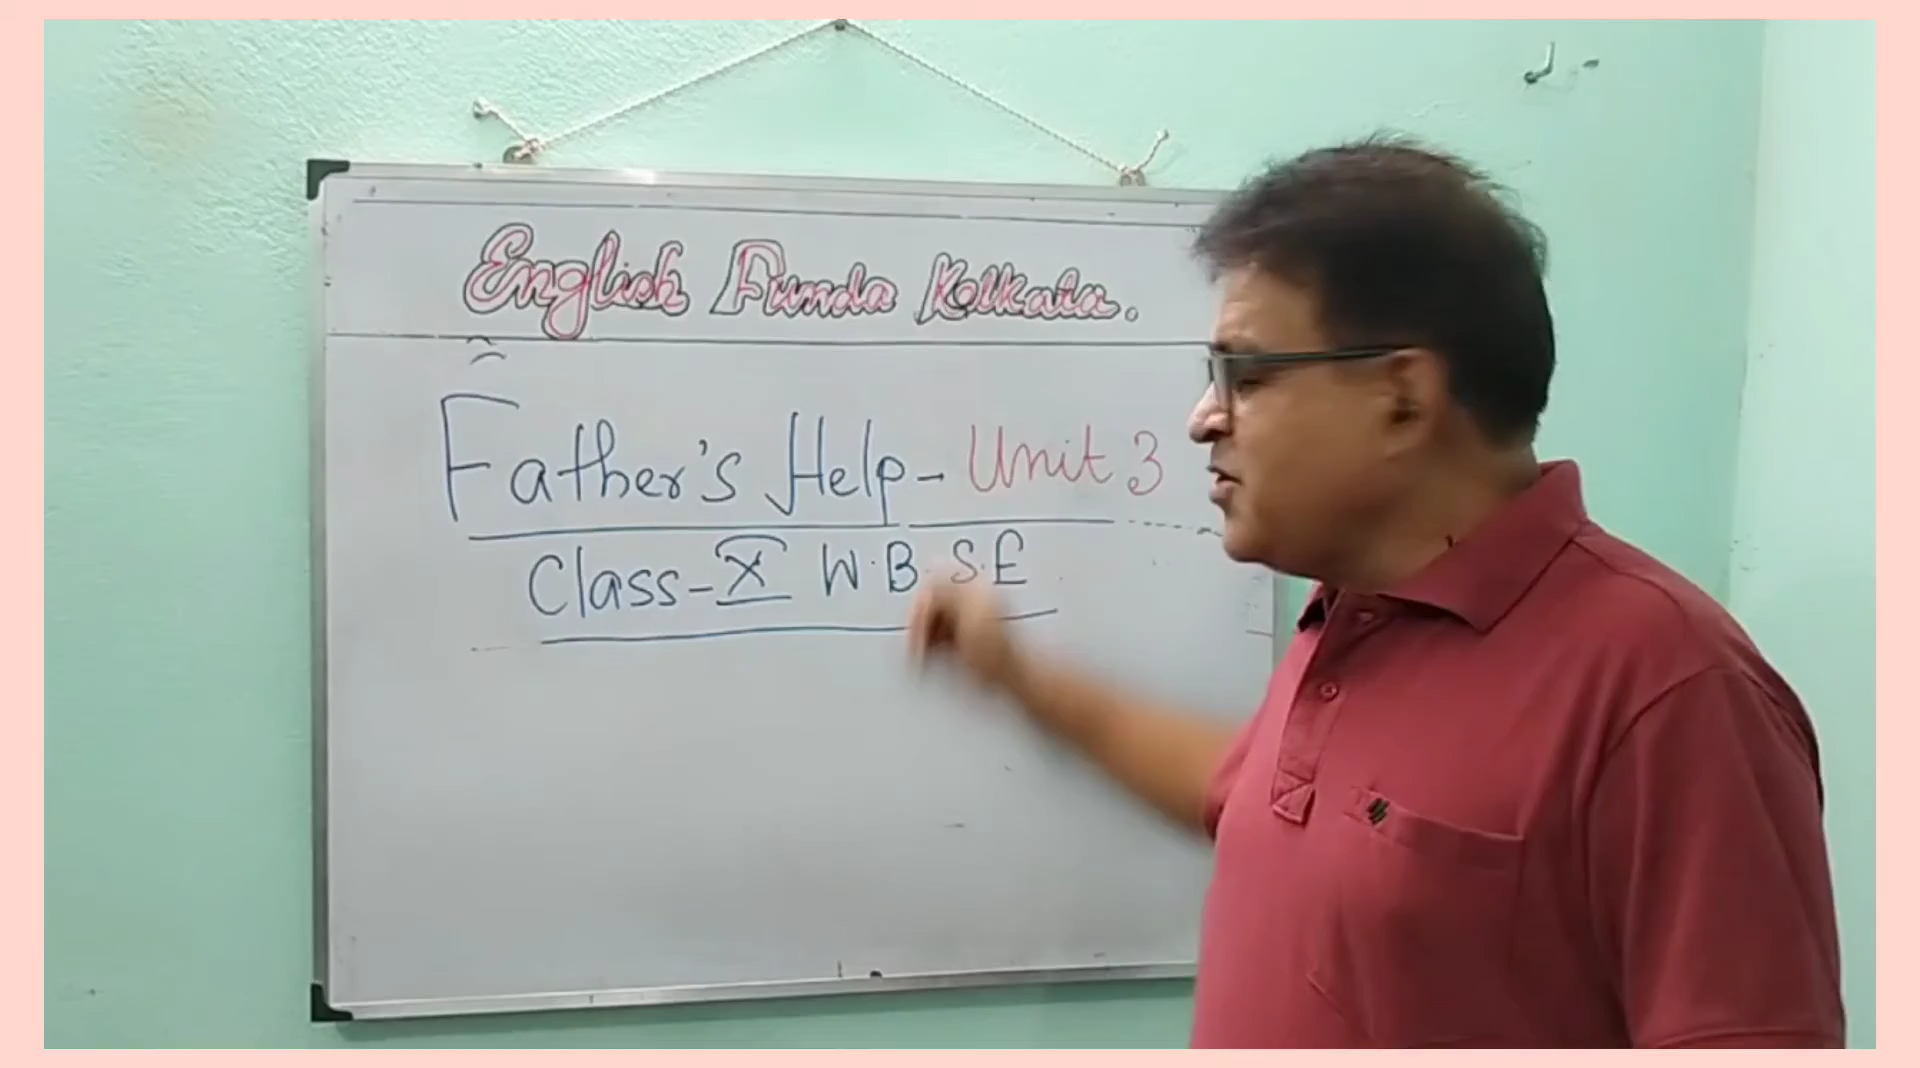 English Funda Kolkata.
Father's Help - Unit 3
Class - X W.B.S.E